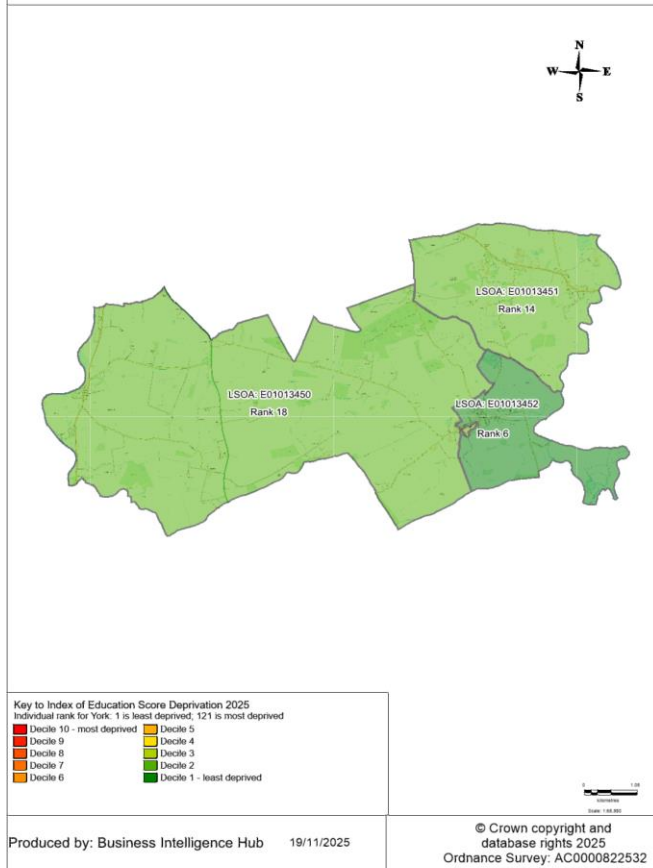 N
W E
S
LSOA: E01013451
Rank 14
LSOA: E01013450
Rank 18
LSOA: E01013452
Rank 6
Key to Index of Education Score Deprivation 2025
Individual rank for York: 1 is least deprived; 121 is most deprived
Decile 10 - most deprived
Decile 9
Decile 8
Decile 7
Decile 6
Decile 5
Decile 4
Decile 3
Decile 2
Decile 1 - least deprived
kilometres
Produced by: Business Intelligence Hub 19/11/2025
© Crown copyright and
database rights 2025
Ordnance Survey: AC0000822532